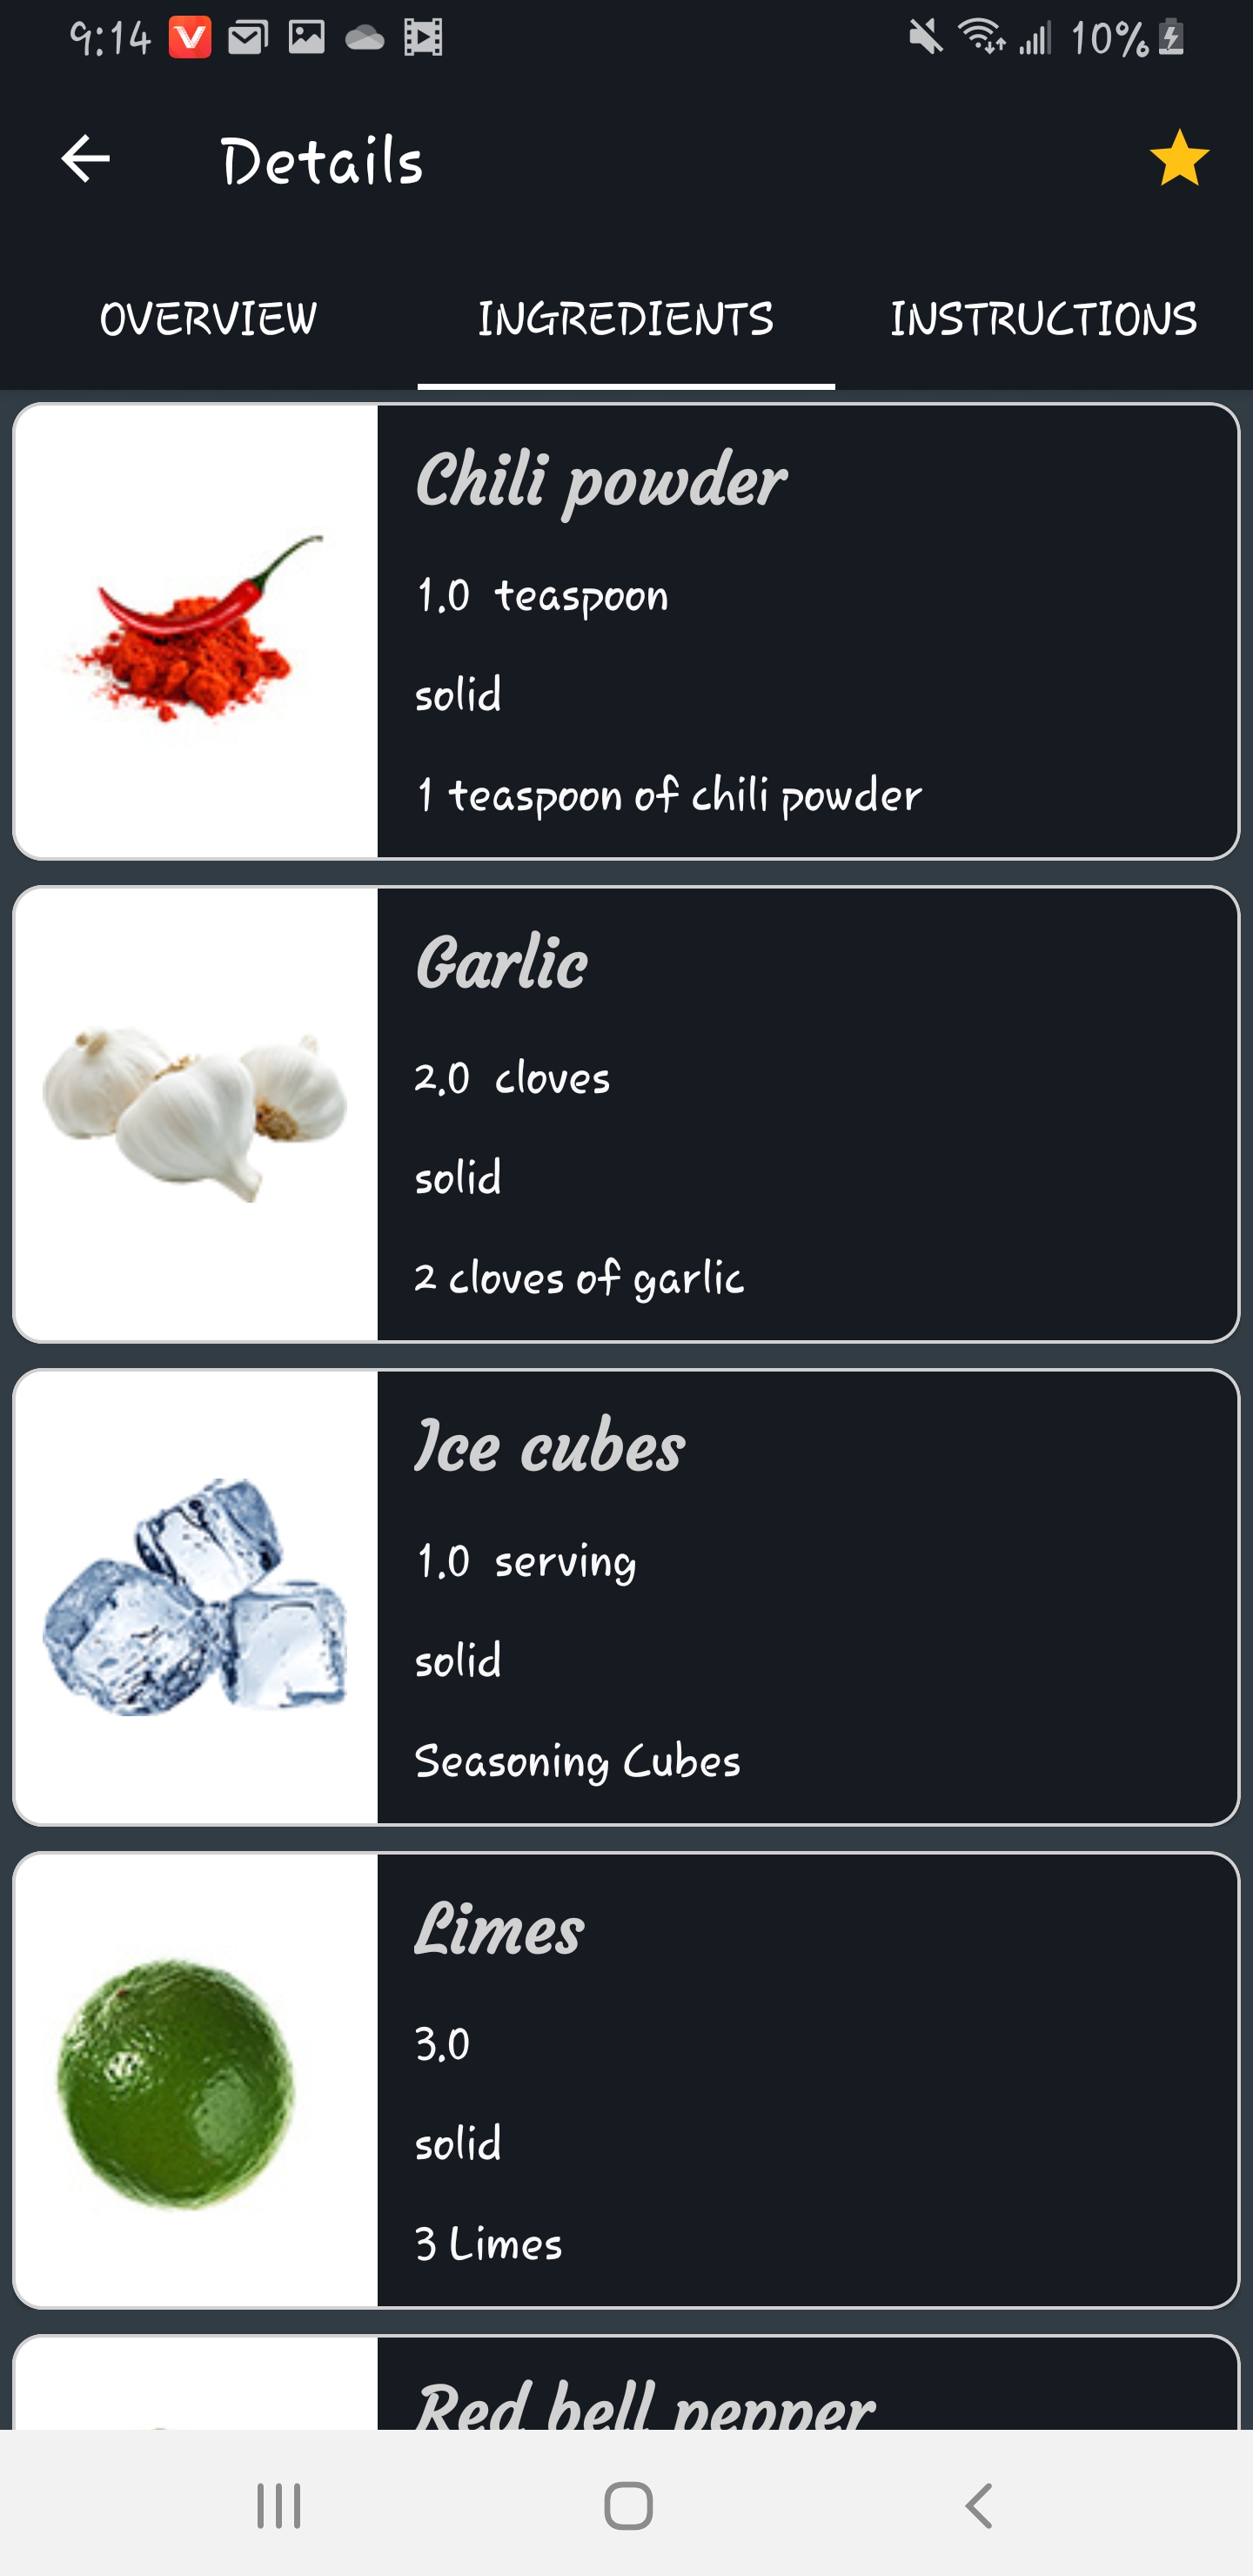 9:14
10%
Details
OVERVIEW
INGREDIENTS
INSTRUCTIONS
Chili powder
1.0 teaspoon
solid
1 teaspoon of chili powder
Garlic
2.0 cloves
solid
2 cloves of garlic
Ice cubes
1.0 serving
solid
Seasoning Cubes
Limes
3.0
solid
3 Limes
Red bell pepper